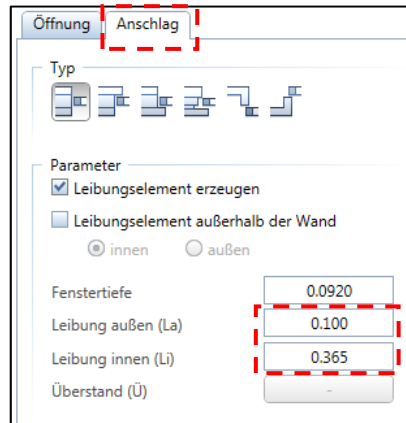 Öffnung Anschlag
Typ
Parameter
Leibungselement erzeugen
Leibungselement außerhalb der Wand
innen außen
Fenstertiefe 0.0920
Leibung außen (La) 0.100
Leibung innen (Li) 0.365
Überstand (Ü) -